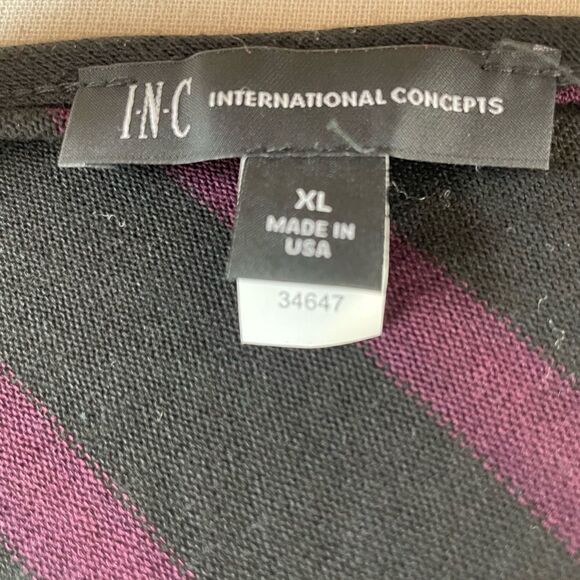 I·N·C INTERNATIONAL CONCEPTS
XL
MADE IN
USA
34647